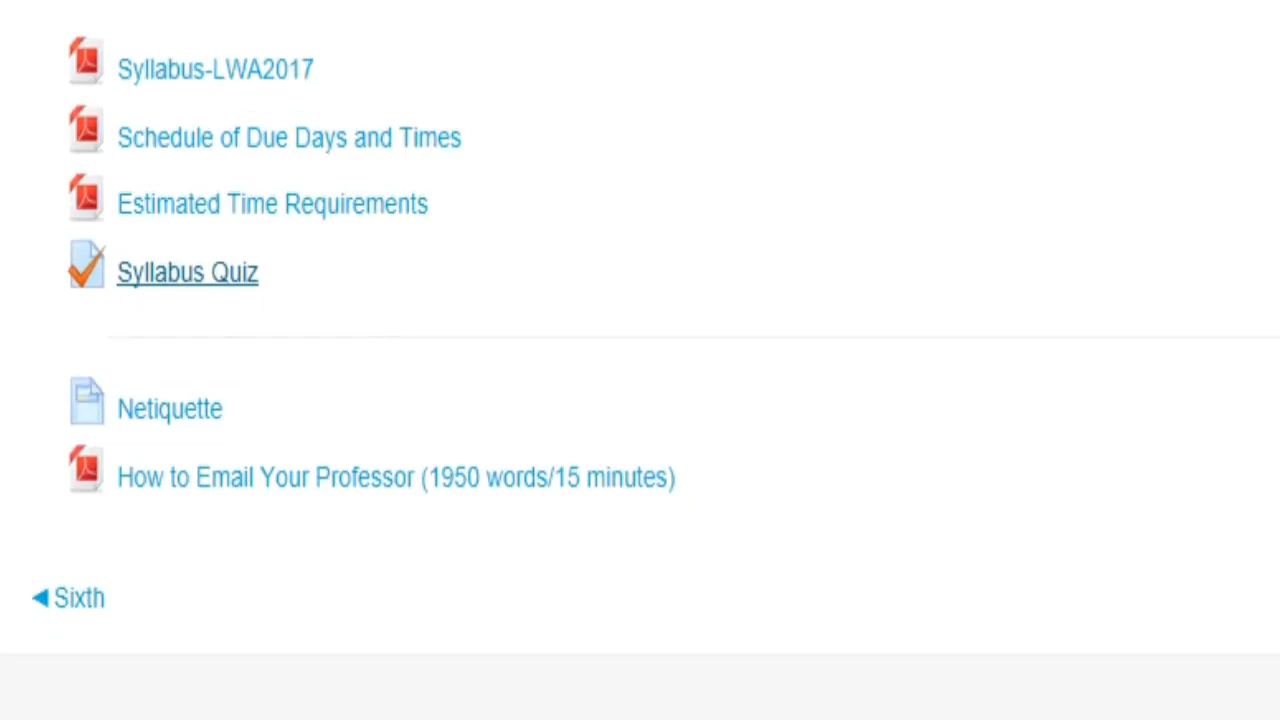 Syllabus-LWA2017
Schedule of Due Days and Times
Estimated Time Requirements
Syllabus Quiz
Netiquette
How to Email Your Professor (1950 words/15 minutes)
◀ Sixth